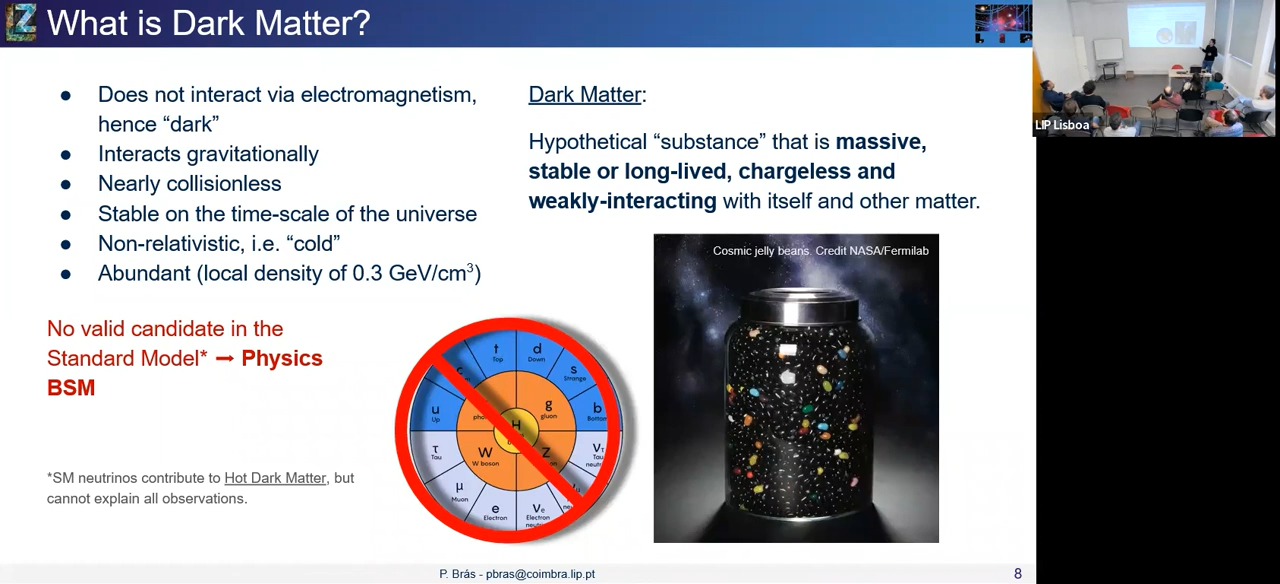 What is Dark Matter?
● Does not interact via electromagnetism,
hence “dark”
● Interacts gravitationally
● Nearly collisionless
● Stable on the time-scale of the universe
● Non-relativistic, i.e. “cold”
● Abundant (local density of 0.3 GeV/cm³)
No valid candidate in the
Standard Model* → Physics
BSM
*SM neutrinos contribute to Hot Dark Matter, but
cannot explain all observations.
Dark Matter:
Hypothetical “substance” that is massive,
stable or long-lived, chargeless and
weakly-interacting with itself and other matter.
Cosmic jelly beans. Credit NASA/Fermilab
t
Top
d
Down
s
Strange
b
Bottom
u
Up
g
gluon
H
W
W boson
Z
τ
Tau
μ
Muon
e
Electron
νe
Electron
ντ
Tau
LIP Lisboa
P. Brás - pbras@coimbra.lip.pt
8